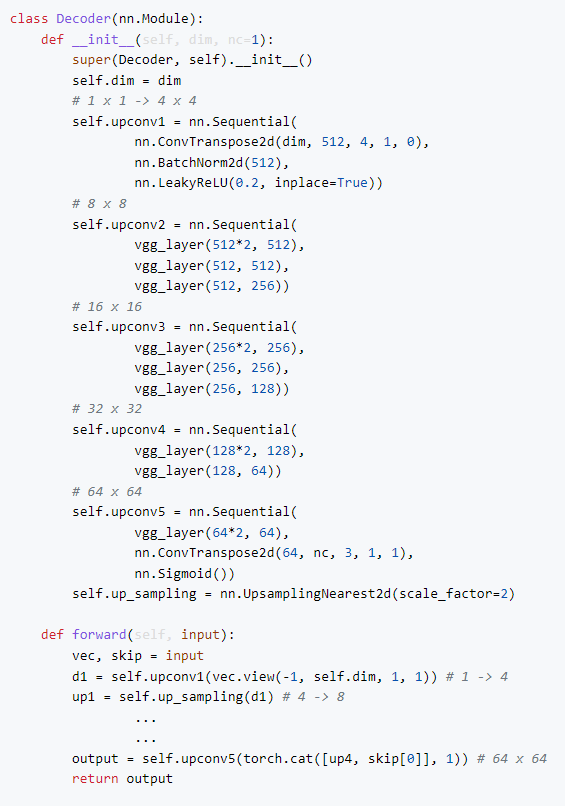 class Decoder(nn.Module):
    def __init__(self, dim, nc=1):
        super(Decoder, self).__init__()
        self.dim = dim
        # 1 x 1 -> 4 x 4
        self.upconv1 = nn.Sequential(
                nn.ConvTranspose2d(dim, 512, 4, 1, 0),
                nn.BatchNorm2d(512),
                nn.LeakyReLU(0.2, inplace=True))
        # 8 x 8
        self.upconv2 = nn.Sequential(
                vgg_layer(512*2, 512),
                vgg_layer(512, 512),
                vgg_layer(512, 256))
        # 16 x 16
        self.upconv3 = nn.Sequential(
                vgg_layer(256*2, 256),
                vgg_layer(256, 256),
                vgg_layer(256, 128))
        # 32 x 32
        self.upconv4 = nn.Sequential(
                vgg_layer(128*2, 128),
                vgg_layer(128, 64))
        # 64 x 64
        self.upconv5 = nn.Sequential(
                vgg_layer(64*2, 64),
                nn.ConvTranspose2d(64, nc, 3, 1, 1),
                nn.Sigmoid())
        self.up_sampling = nn.UpsamplingNearest2d(scale_factor=2)

    def forward(self, input):
        vec, skip = input
        d1 = self.upconv1(vec.view(-1, self.dim, 1, 1)) # 1 -> 4
        up1 = self.up_sampling(d1) # 4 -> 8
                ...
                ...
        output = self.upconv5(torch.cat([up4, skip[0]], 1)) # 64 x 64
        return output